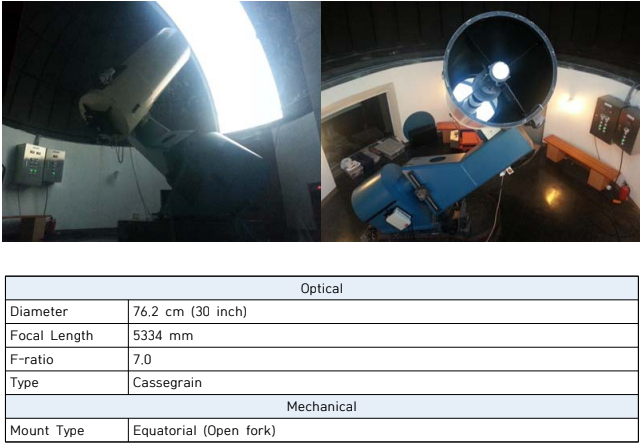 Optical
Diameter 76.2 cm (30 inch)
Focal Length 5334 mm
F-ratio 7.0
Type Cassegrain
Mechanical
Mount Type Equatorial (Open fork)